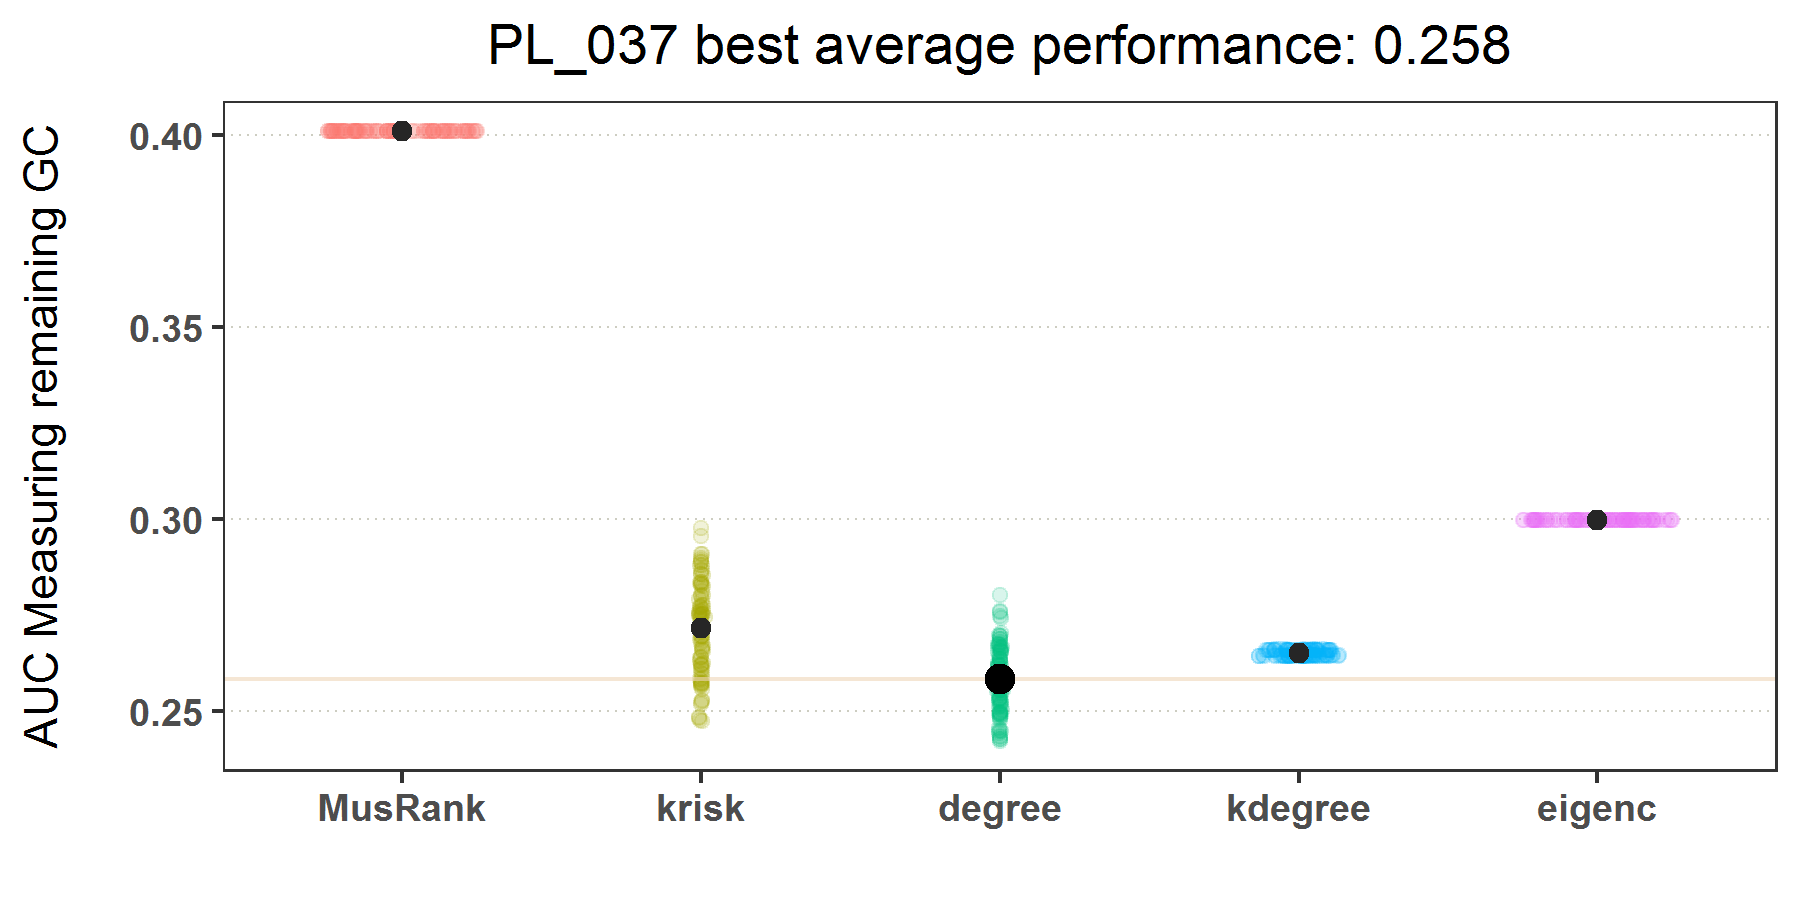 PL_037 best average performance: 0.258
AUC Measuring remaining GC
0.40
0.35
0.30
0.25
MusRank
krisk
degree
kdegree
eigenc